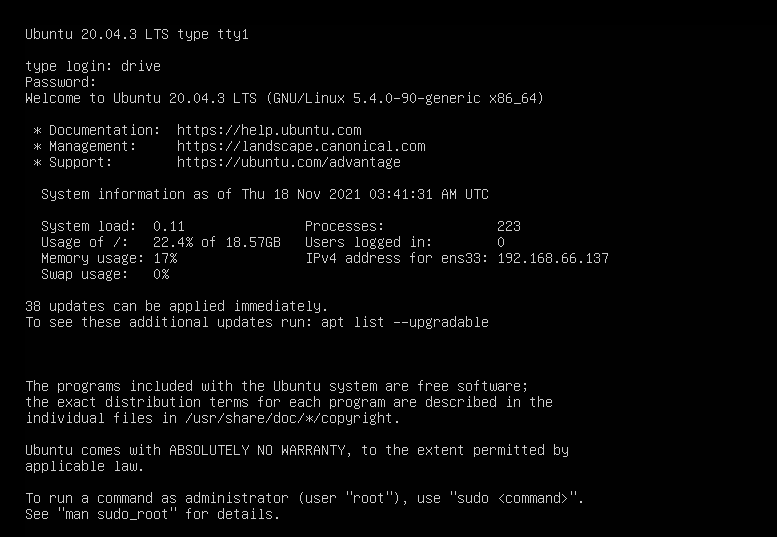 Ubuntu 20.04.3 LTS type tty1
type login: drive
Password:
Welcome to Ubuntu 20.04.3 LTS (GNU/Linux 5.4.0-90-generic x86_64)
* Documentation:  https://help.ubuntu.com
* Management:     https://landscape.canonical.com
* Support:        https://ubuntu.com/advantage
System information as of Thu 18 Nov 2021 03:41:31 AM UTC
System load:  0.11               Processes:              223
Usage of /:   22.4% of 18.57GB   Users logged in:        0
Memory usage: 17%                IPv4 address for ens33: 192.168.66.137
Swap usage:   0%
38 updates can be applied immediately.
To see these additional updates run: apt list --upgradable
The programs included with the Ubuntu system are free software;
the exact distribution terms for each program are described in the
individual files in /usr/share/doc/*/copyright.
Ubuntu comes with ABSOLUTELY NO WARRANTY, to the extent permitted by
applicable law.
To run a command as administrator (user "root"), use "sudo <command>".
See "man sudo_root" for details.